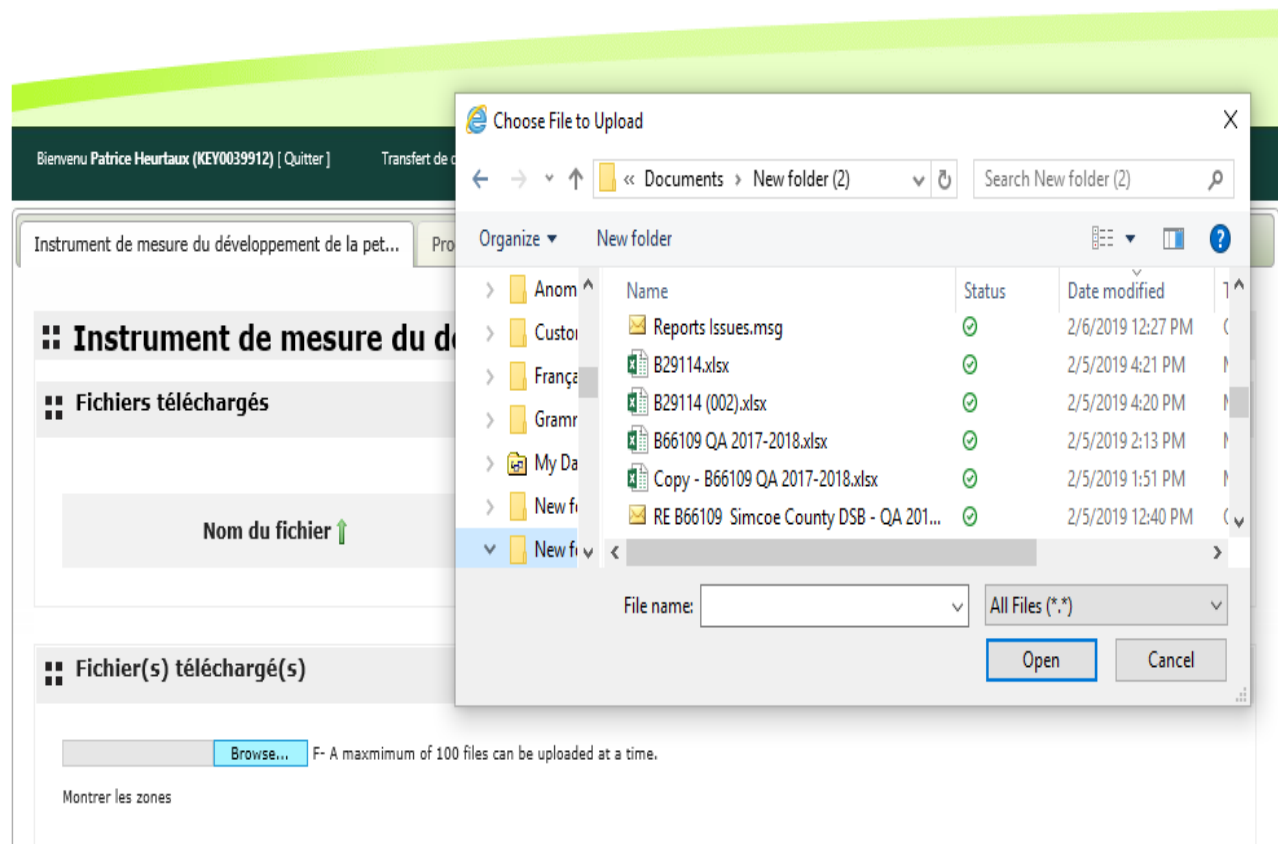 Choose File to Upload
Bienvenu Patrice Heurtaux (KEY0039912) [ Quitter ] Transfert de
« Documents > New folder (2)
Search New folder (2)
Instrument de mesure du développement de la pet...
Organize
New folder
Name Status Date modified
Reports Issues.msg 2/6/2019 12:27 PM
B29114.xlsx 2/5/2019 4:21 PM
B29114 (002).xlsx 2/5/2019 4:20 PM
B66109 QA 2017-2018.xlsx 2/5/2019 2:13 PM
Copy - B66109 QA 2017-2018.xlsx 2/5/2019 1:51 PM
RE B66109 Simcoe County DSB - QA 201... 2/5/2019 12:40 PM
Anom
Custo
França
Gramr
My Da
New f
New f
Instrument de mesure du d
Fichiers téléchargés
Nom du fichier
File name:
All Files (*.*)
Open
Cancel
Fichier(s) téléchargé(s)
Browse... F- A maxmimum of 100 files can be uploaded at a time.
Montrer les zones